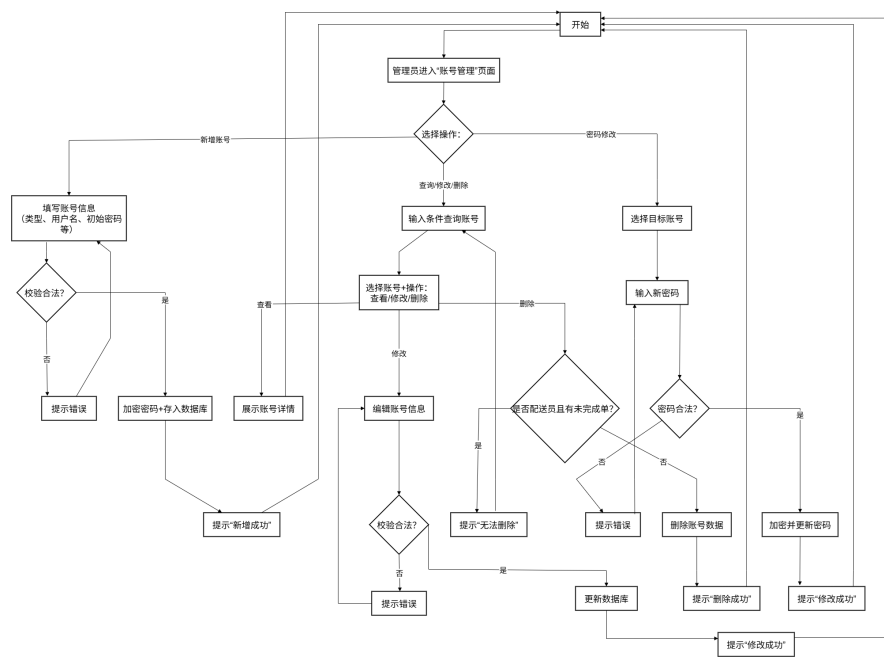 开始
管理员进入“账号管理”页面
选择操作:
新增账号
密码修改
查询/修改/删除
填写账号信息
（类型、用户名、初始密码
等）
输入条件查询账号
选择目标账号
校验合法?
是
否
选择账号+操作:
查看/修改/删除
查看
删除
输入新密码
修改
提示错误
加密密码+存入数据库
展示账号详情
编辑账号信息
是否配送员且有未完成单?
密码合法?
是
是
否
否
提示“新增成功”
校验合法?
提示“无法删除”
提示错误
删除账号数据
加密并更新密码
否
是
提示错误
更新数据库
提示“删除成功”
提示“修改成功”
提示“修改成功”